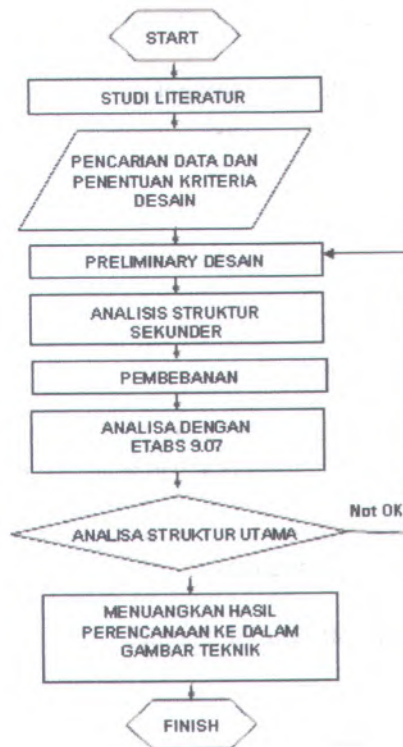 START
STUDI LITERATUR
PENCARIAN DATA DAN
PENENTUAN KRITERIA
DESAIN
PRELIMINARY DESAIN
ANALISIS STRUKTUR
SEKUNDER
PEMBEBANAN
ANALISA DENGAN
ETABS 9.07
Not OK
ANALISA STRUKTUR UTAMA
MENUANGKAN HASIL
PERENCANAAN KE DALAM
GAMBAR TEKNIK
FINISH